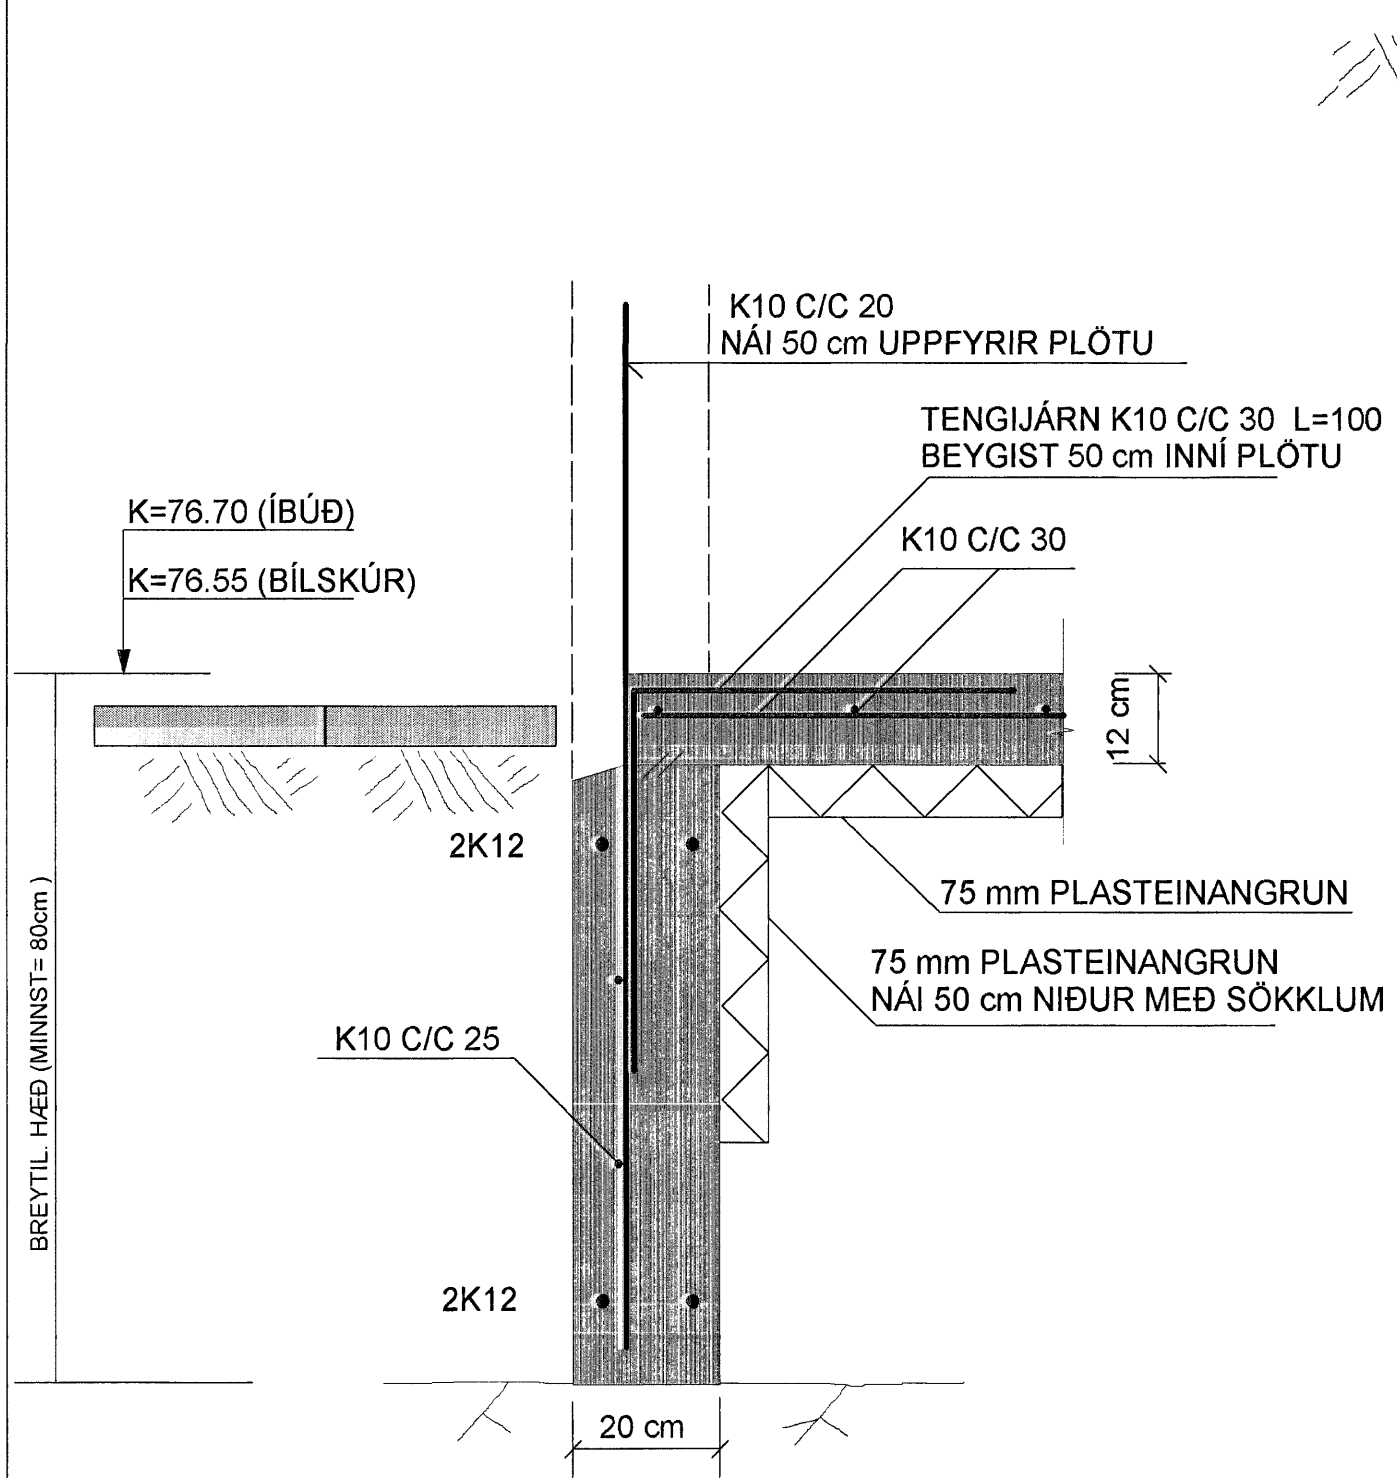 K10 C/C 20
NÁI 50 cm UPPFYRIR PLÖTU
TENGIJÁRN K10 C/C 30 L=100
BEYGIST 50 cm INNÍ PLÖTU
K=76.70 (ÍBÚÐ)
K10 C/C 30
K=76.55 (BÍLSKÚR)
12 cm
2K12
75 mm PLASTEINANGRUN
75 mm PLASTEINANGRUN
NÁI 50 cm NIÐUR MEÐ SÖKKLUM
K10 C/C 25
BREYTIL. HÆÐ (MINNST= 80cm )
2K12
20 cm